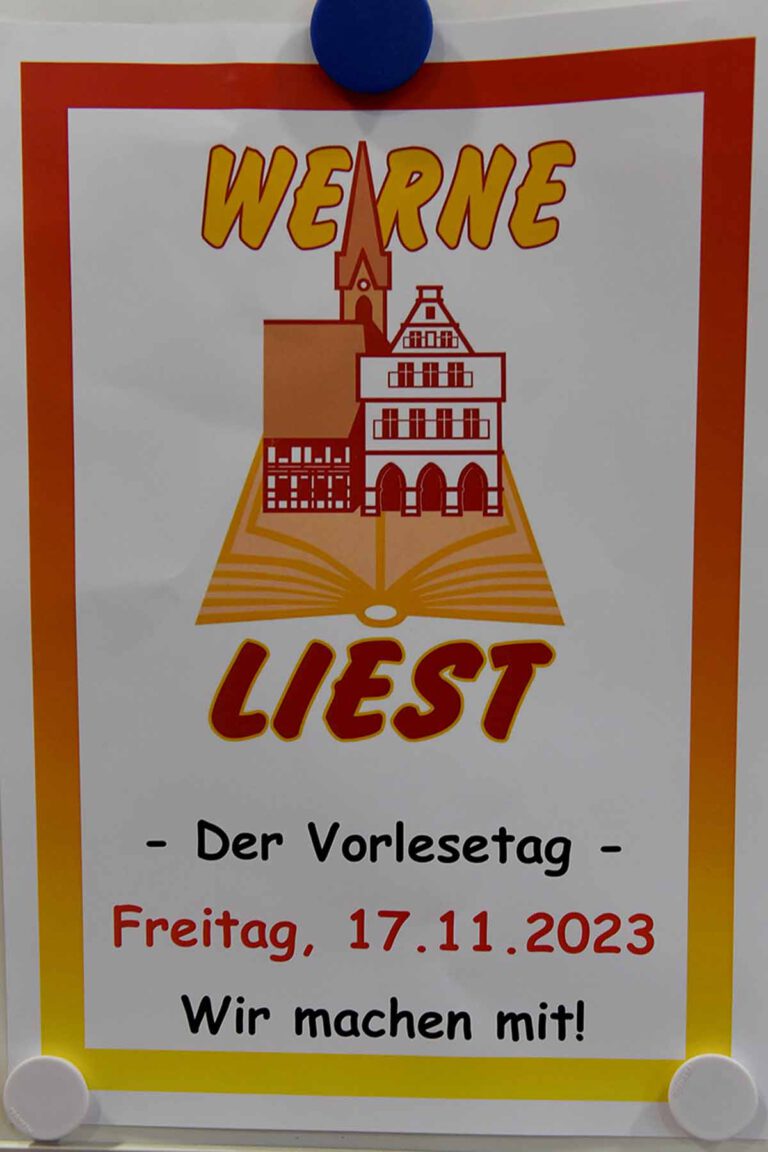 WERNE
LIEST
- Der Vorlesetag -
Freitag, 17.11.2023
Wir machen mit!